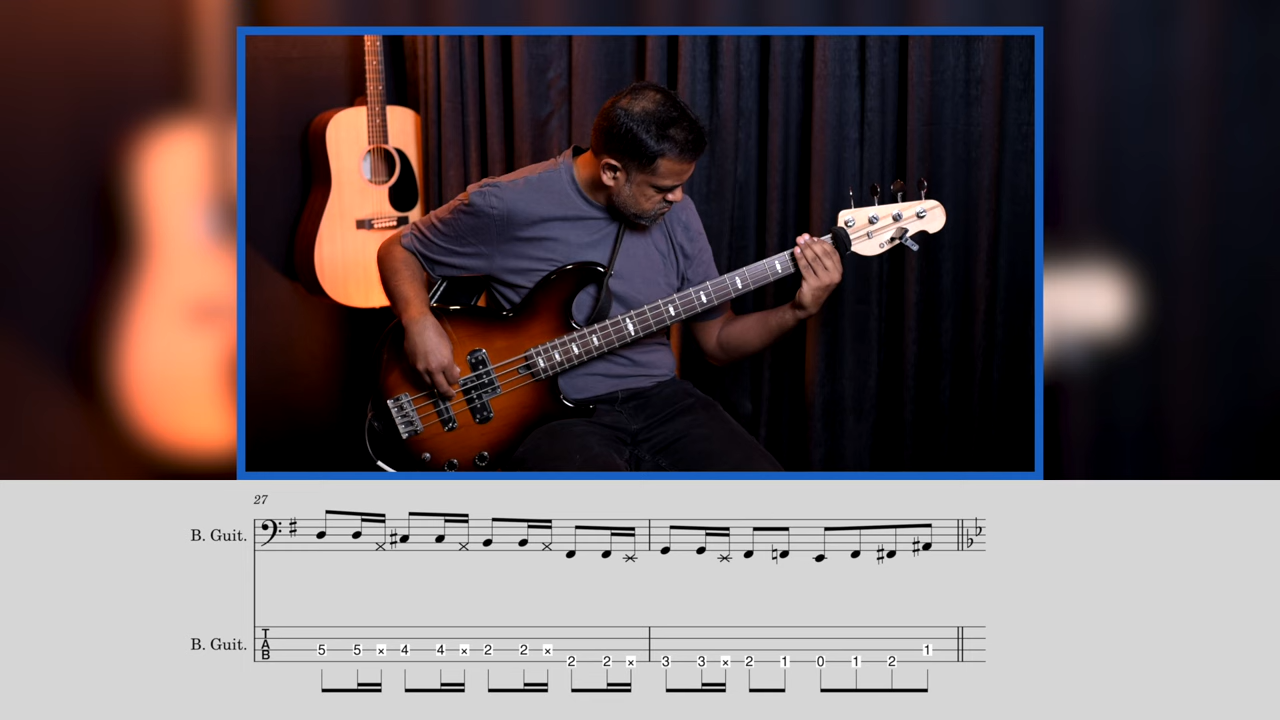 27
B. Guit.
B. Guit.
T
A
B
5 5 × 4 4 × 2 2 × 2 2 × 3 3 × 2 1 0 1 2 1